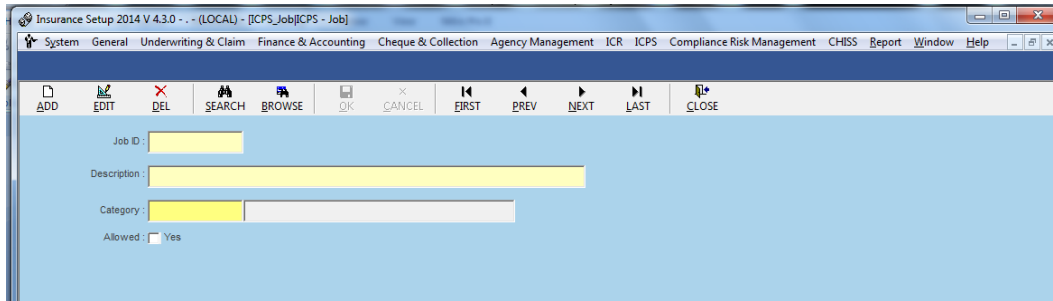 Insurance Setup 2014 V 4.3.0 - . - (LOCAL) - [ICPS_Job|ICPS - Job]
System General Underwriting & Claim Finance & Accounting Cheque & Collection Agency Management ICR ICPS Compliance Risk Management CHISS Report Window Help
ADD EDIT DEL SEARCH BROWSE OK CANCEL FIRST PREV NEXT LAST CLOSE
Job ID :
Description :
Category :
Allowed : Yes